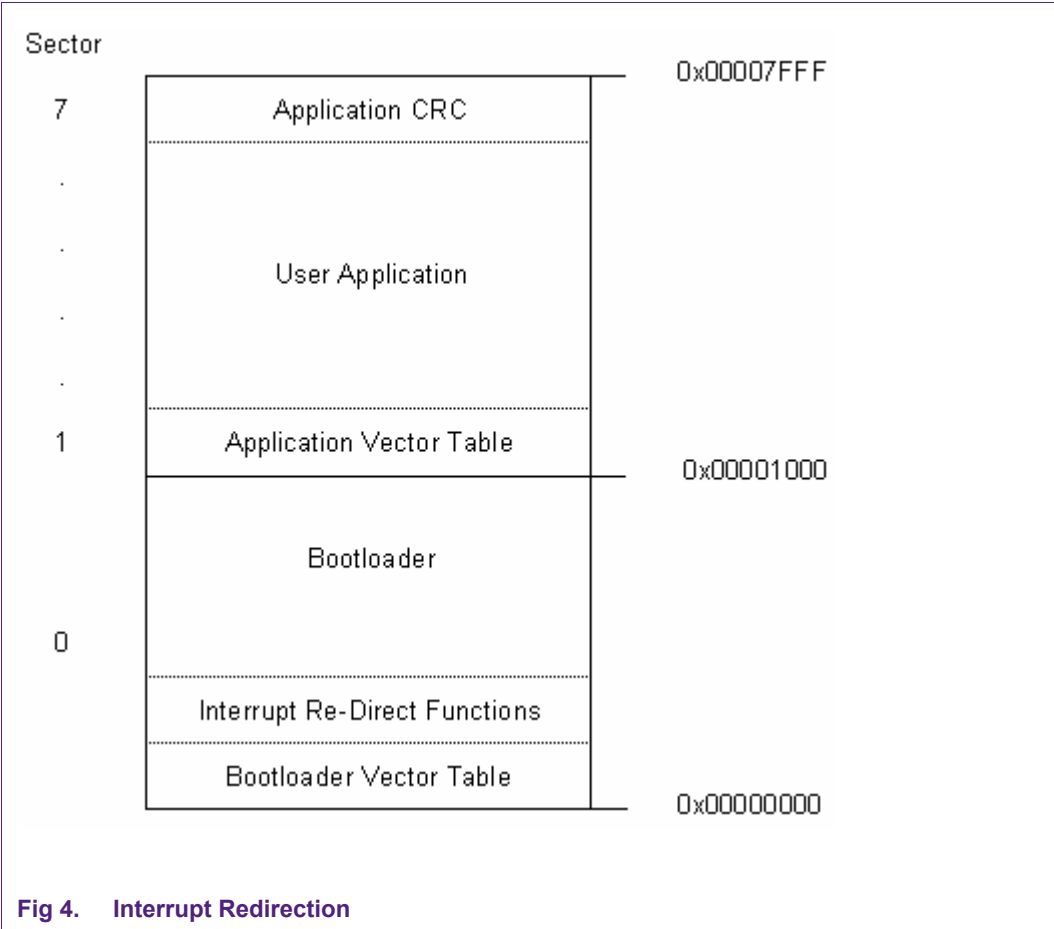 Sector
0x00007FFF
7
Application CRC
.
.
User Application
.
.
1
Application Vector Table
0x00001000
Bootloader
0
Interrupt Re-Direct Functions
Bootloader Vector Table
0x00000000
Fig 4. Interrupt Redirection